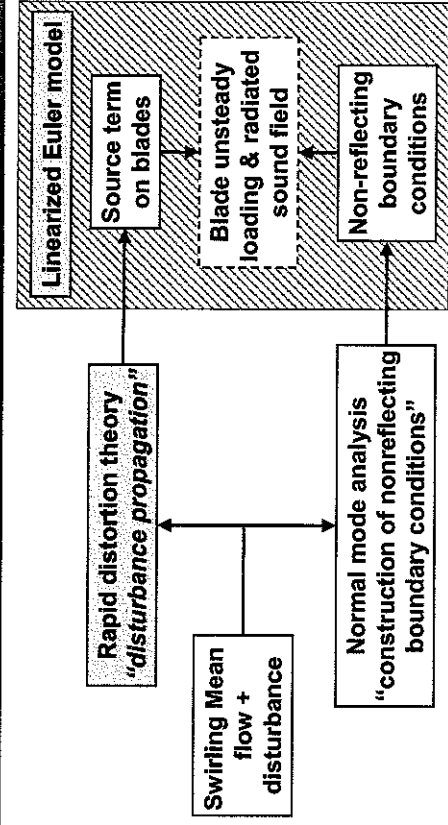 Linearized Euler model
Rapid distortion theory
“disturbance propagation”
Source term
on blades
Swirling Mean
flow +
disturbance
Blade unsteady
loading & radiated
sound field
Normal mode analysis
“construction of nonreflecting
boundary conditions”
Non-reflecting
boundary
conditions